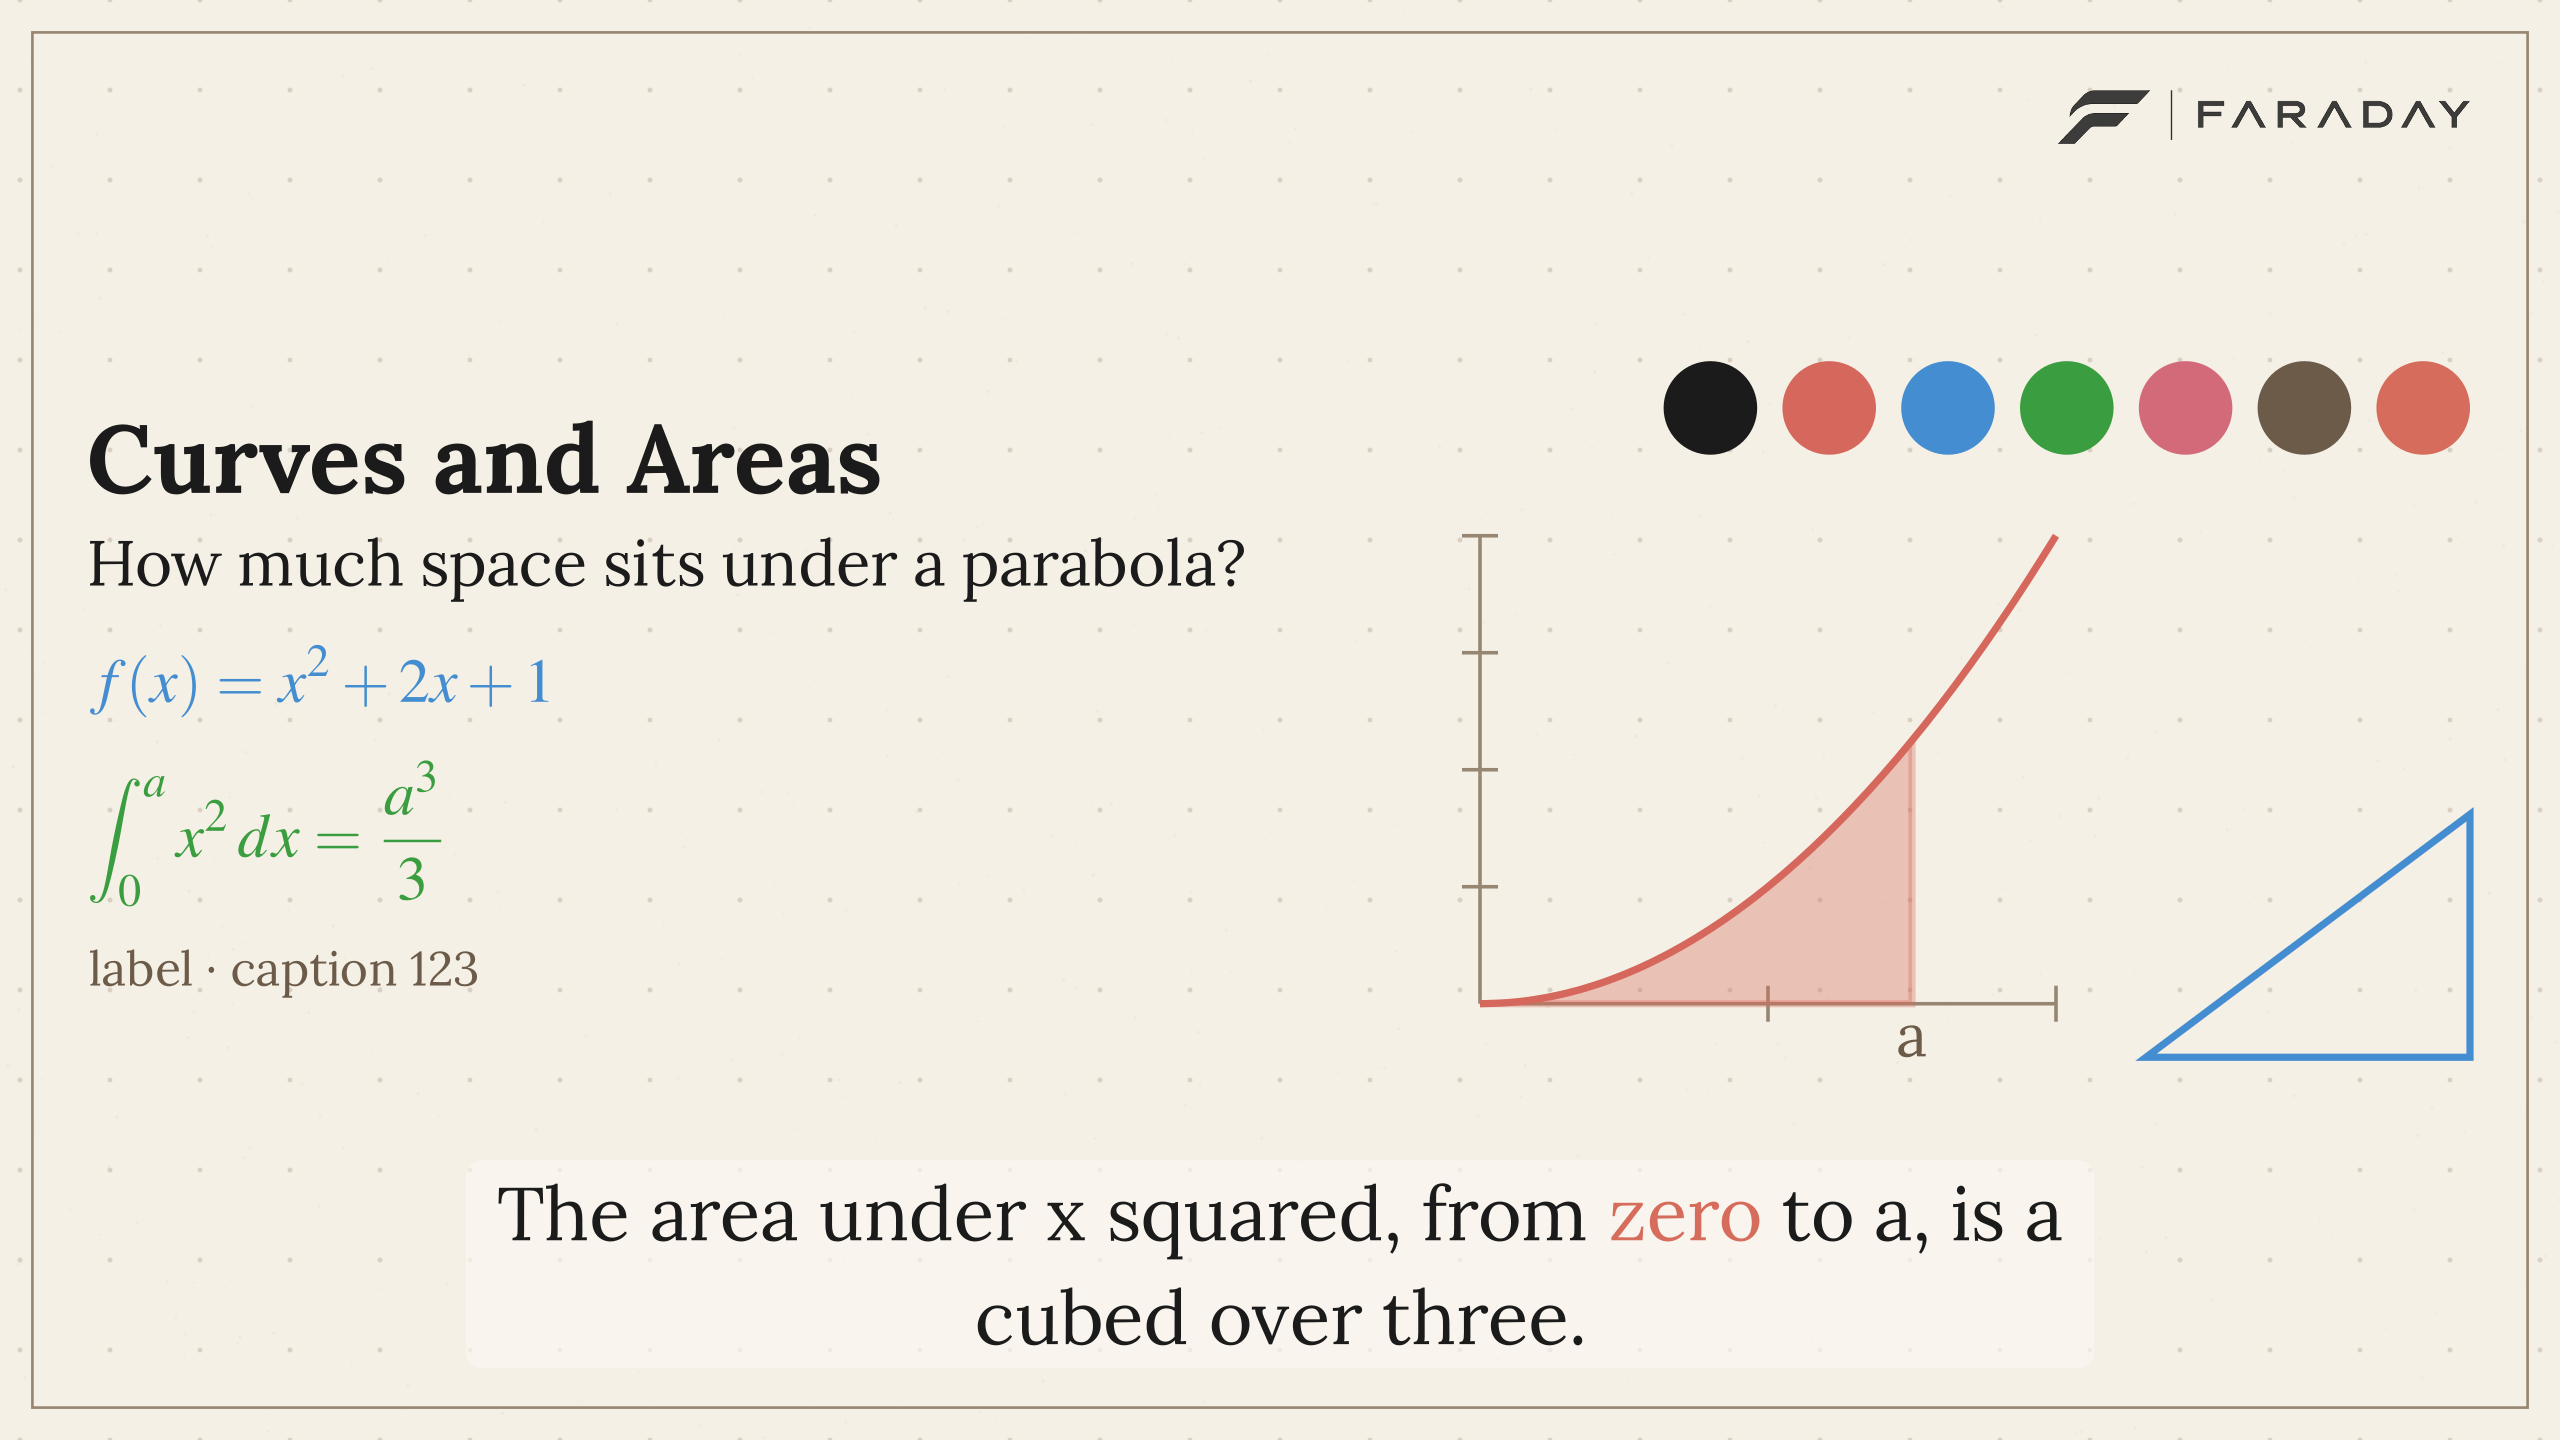 FARADAY
Curves and Areas
How much space sits under a parabola?
f(x) = x² + 2x + 1
∫₀ᵃ x² dx = a³/3
label · caption 123
a
The area under x squared, from zero to a, is a
cubed over three.